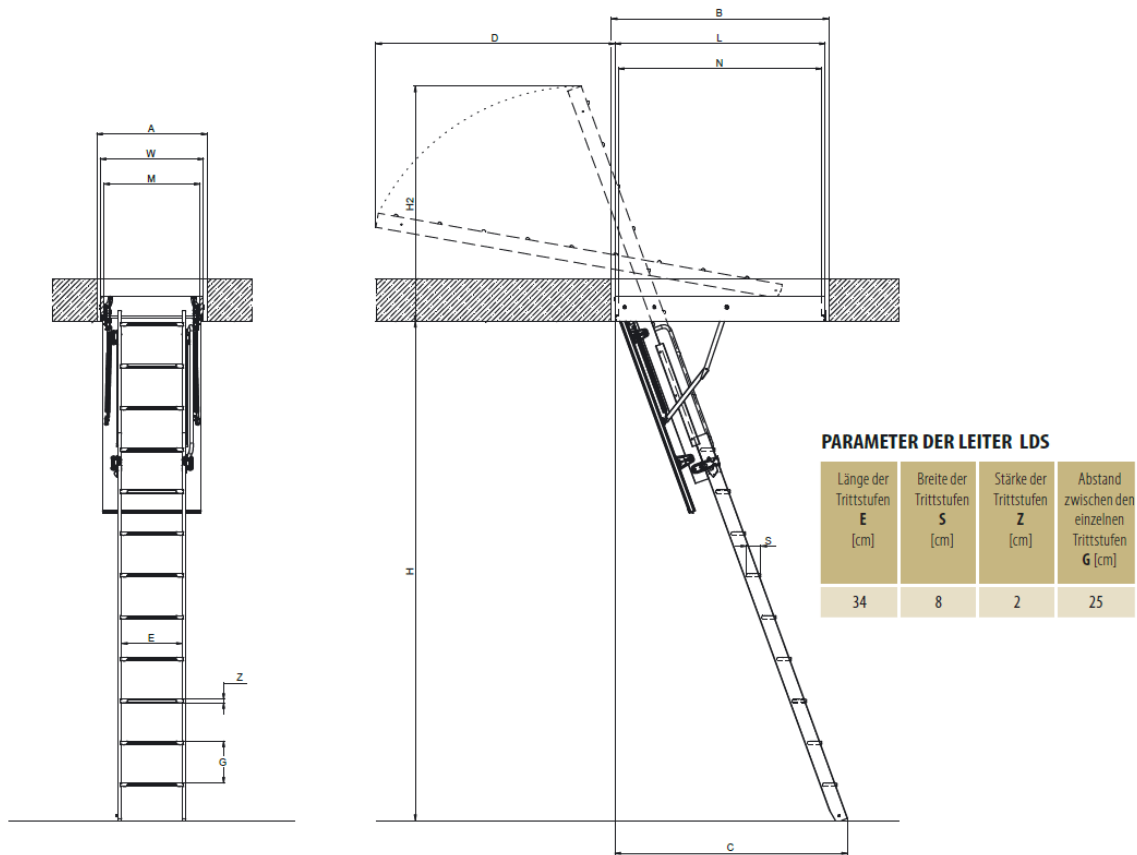 B
D
L
N
A
W
M
H2
H
S
E
Z
G
C
PARAMETER DER LEITER LDS
Länge der
Trittstufen
E
[cm]
Breite der
Trittstufen
S
[cm]
Stärke der
Trittstufen
Z
[cm]
Abstand
zwischen den
einzelnen
Trittstufen
G [cm]
34
8
2
25